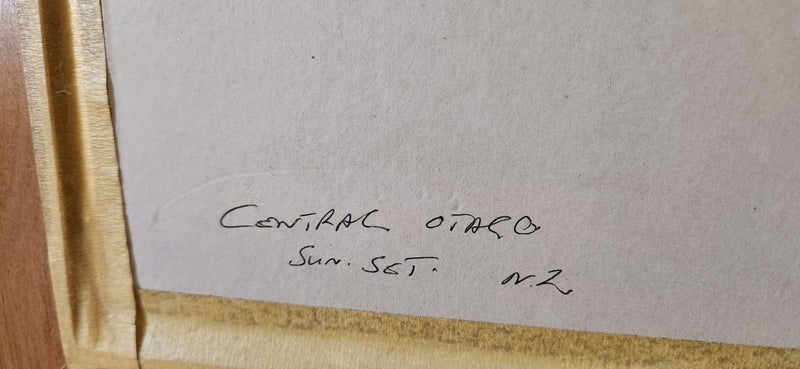 CENTRAL OTAGO
SUN. SET. N.Z.